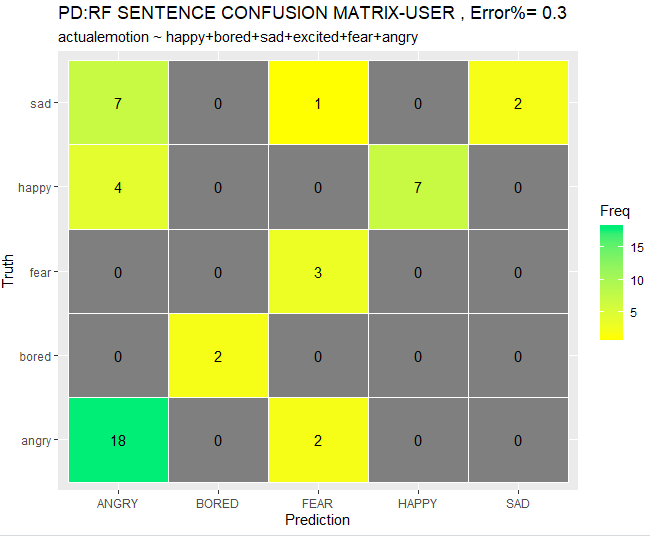 PD:RF SENTENCE CONFUSION MATRIX-USER , Error%= 0.3
actualemotion ~ happy+bored+sad+excited+fear+angry
sad 7 0 1 0 2
happy 4 0 0 7 0
fear 0 0 3 0 0
bored 0 2 0 0 0
angry 18 0 2 0 0
ANGRY BORED FEAR HAPPY SAD
Prediction
Truth
Freq
15
10
5